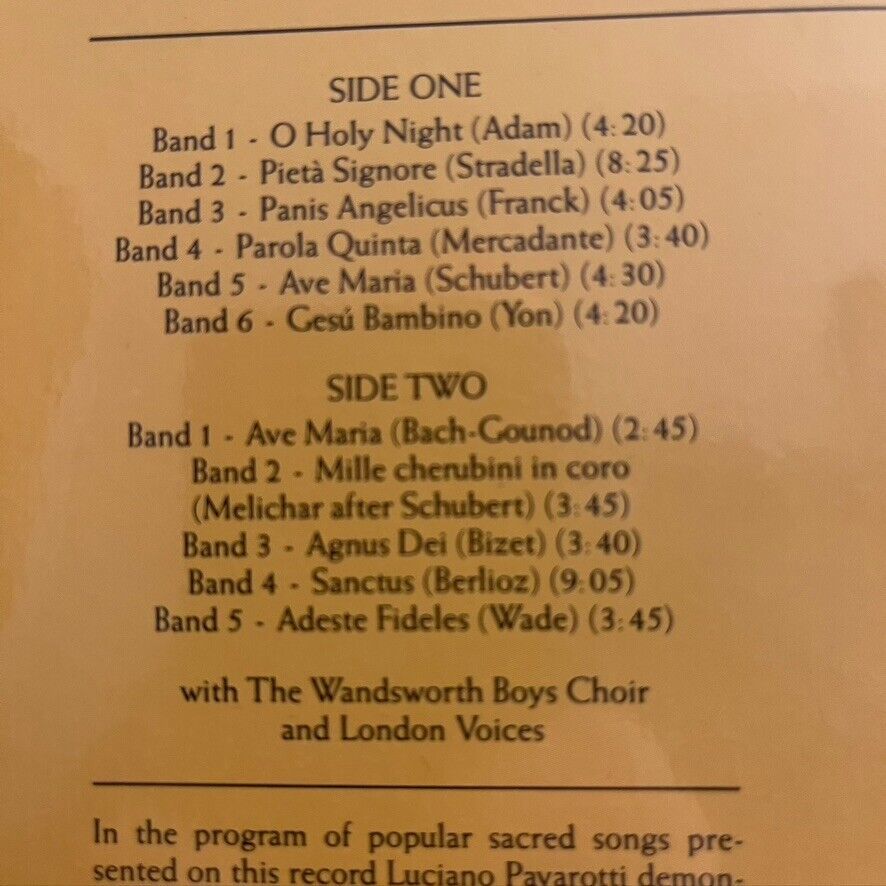 SIDE ONE
Band 1 - O Holy Night (Adam) (4:20)
Band 2 - Pietà Signore (Stradella) (8:25)
Band 3 - Panis Angelicus (Franck) (4:05)
Band 4 - Parola Quinta (Mercadante) (3:40)
Band 5 - Ave Maria (Schubert) (4:30)
Band 6 - Gesú Bambino (Yon) (4:20)
SIDE TWO
Band 1 - Ave Maria (Bach-Gounod) (2:45)
Band 2 - Mille cherubini in coro
(Melichar after Schubert) (3:45)
Band 3 - Agnus Dei (Bizet) (3:40)
Band 4 - Sanctus (Berlioz) (9:05)
Band 5 - Adeste Fideles (Wade) (3:45)
with The Wandsworth Boys Choir
and London Voices
In the program of popular sacred songs pre-
sented on this record Luciano Pavarotti demon-